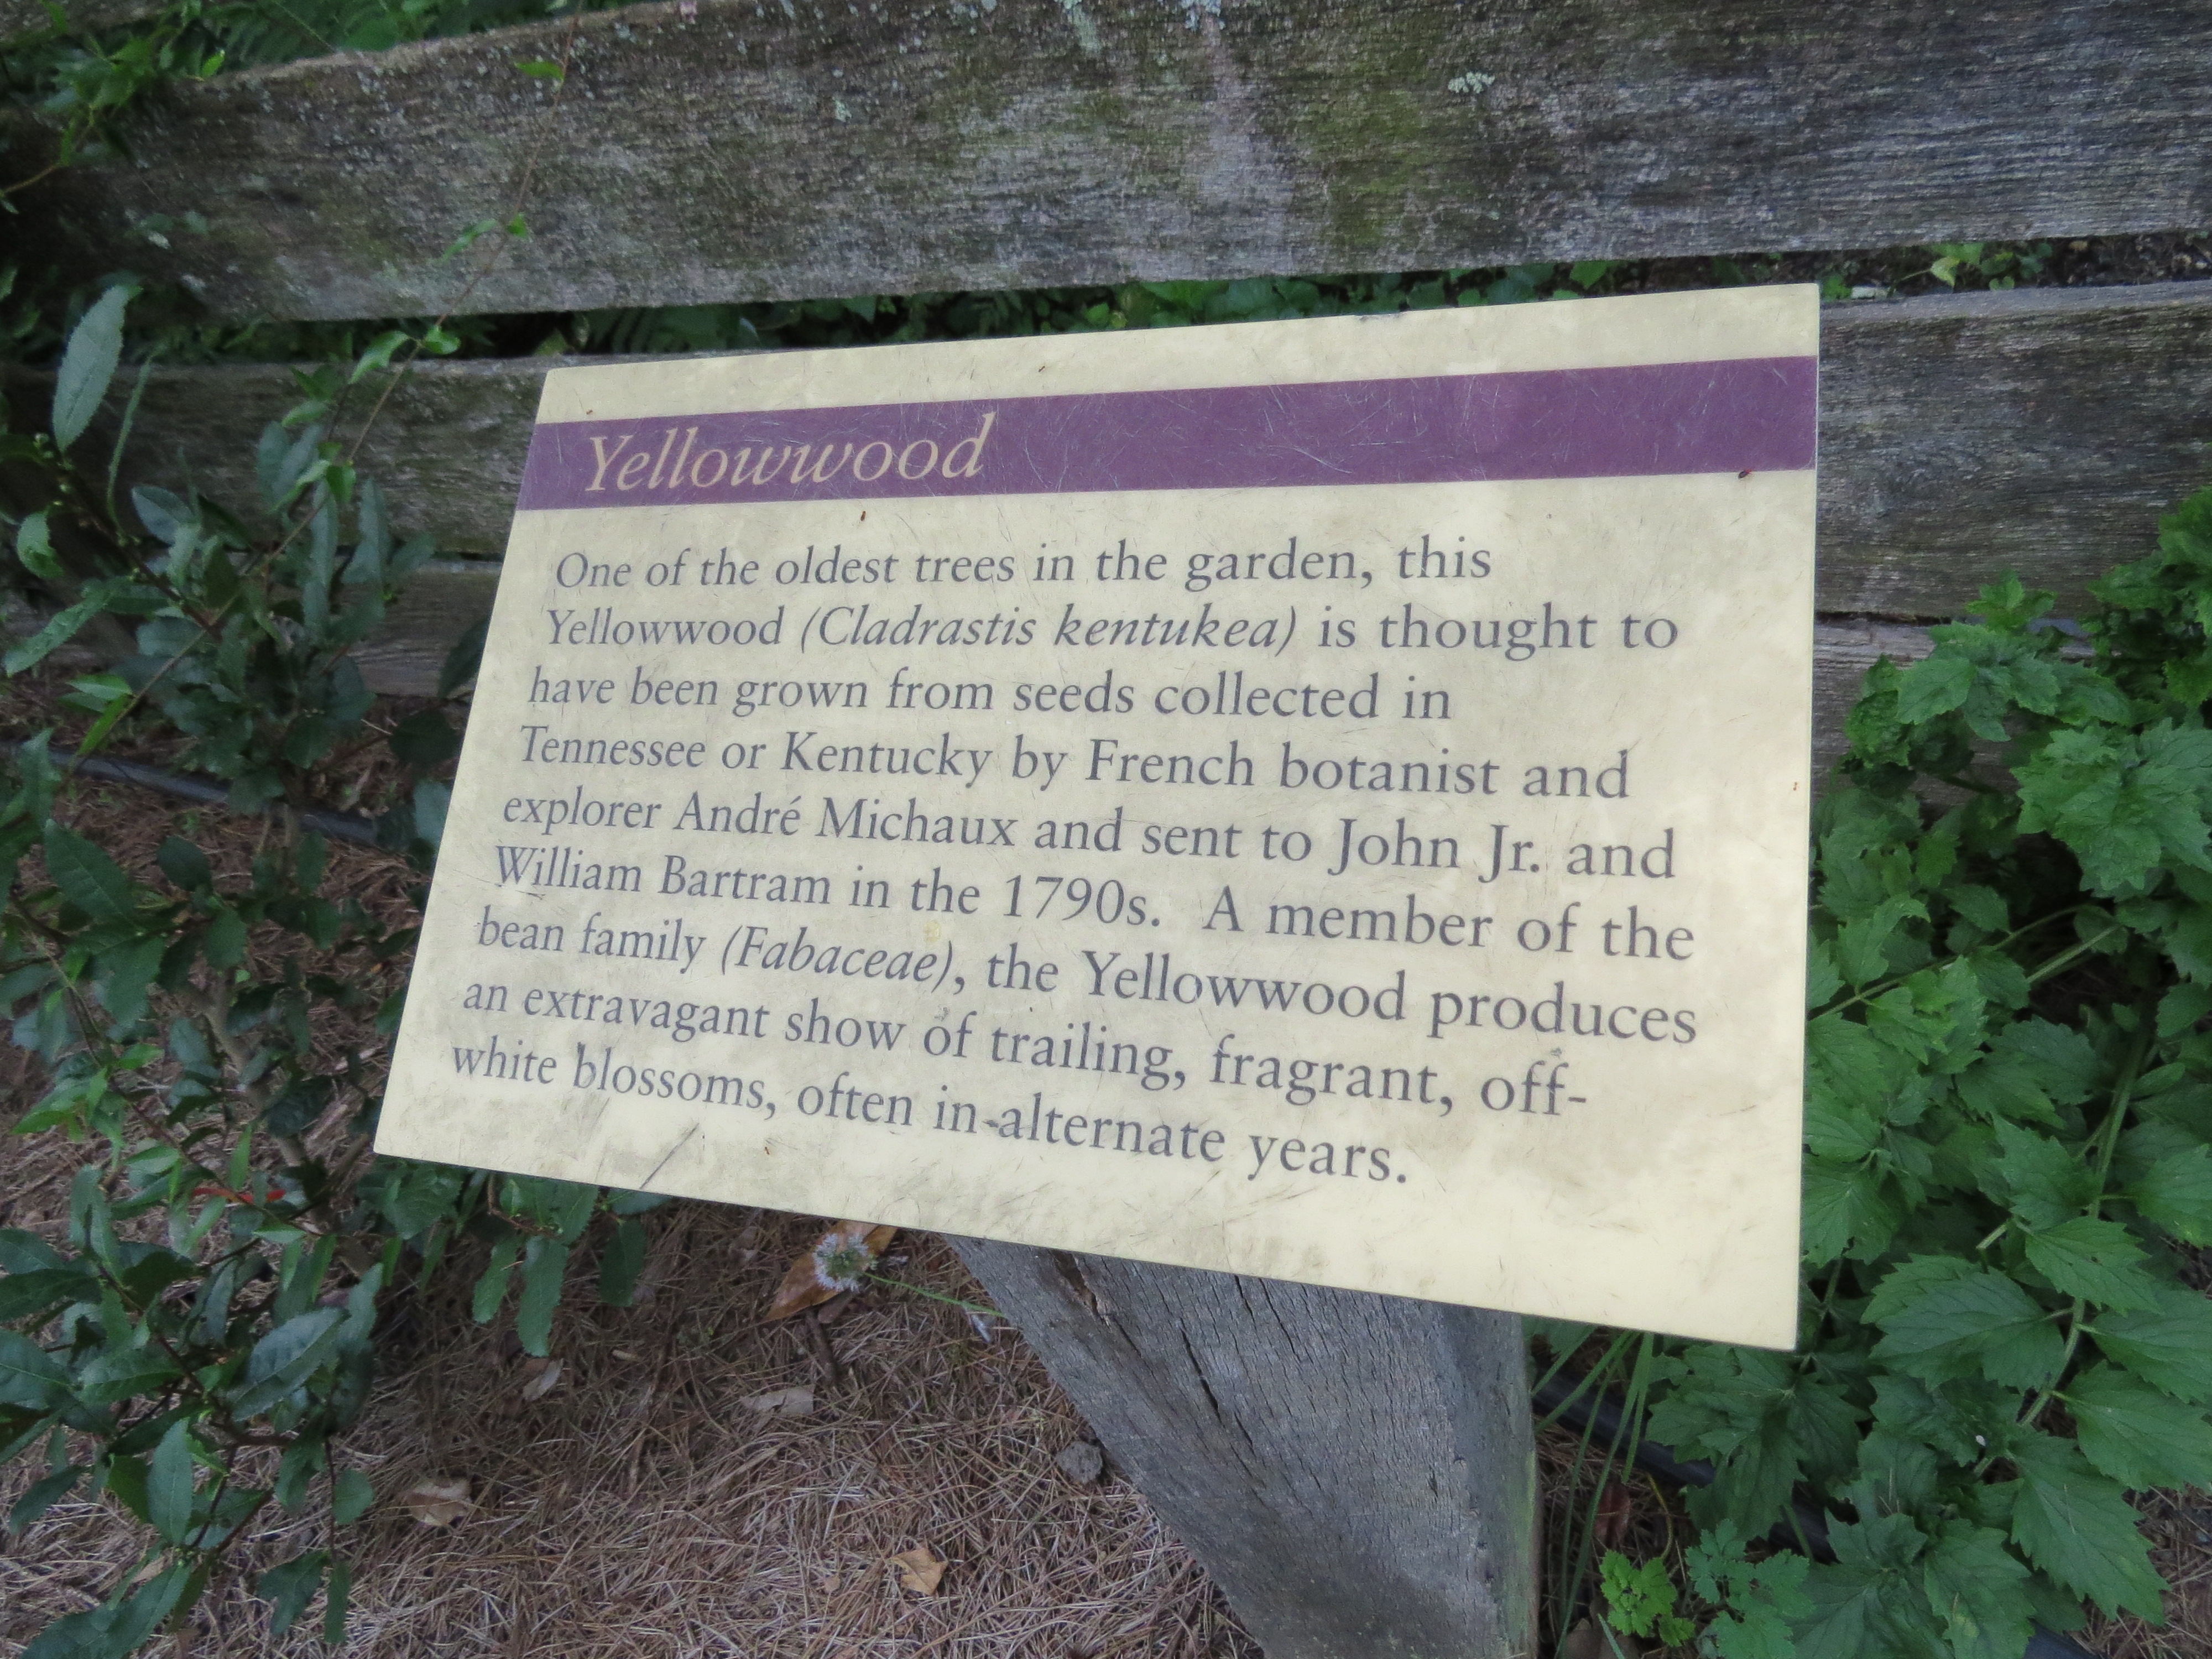 Yellowwood
One of the oldest trees in the garden, this
Yellowwood (Cladrastis kentukea) is thought to
have been grown from seeds collected in
Tennessee or Kentucky by French botanist and
explorer André Michaux and sent to John Jr. and
William Bartram in the 1790s. A member of the
bean family (Fabaceae), the Yellowwood produces
an extravagant show of trailing, fragrant, off-
white blossoms, often in alternate years.